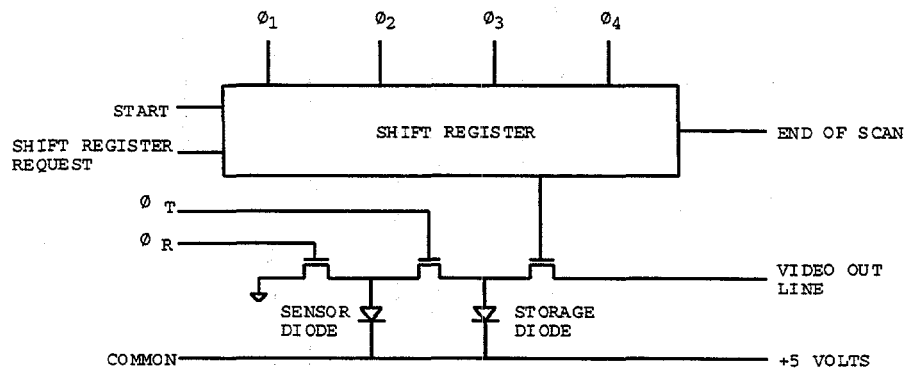 Ø1
Ø2
Ø3
Ø4
START
SHIFT REGISTER
END OF SCAN
SHIFT REGISTER
REQUEST
Ø T
Ø R
VIDEO OUT
LINE
SENSOR
DIODE
STORAGE
DIODE
COMMON
+5 VOLTS